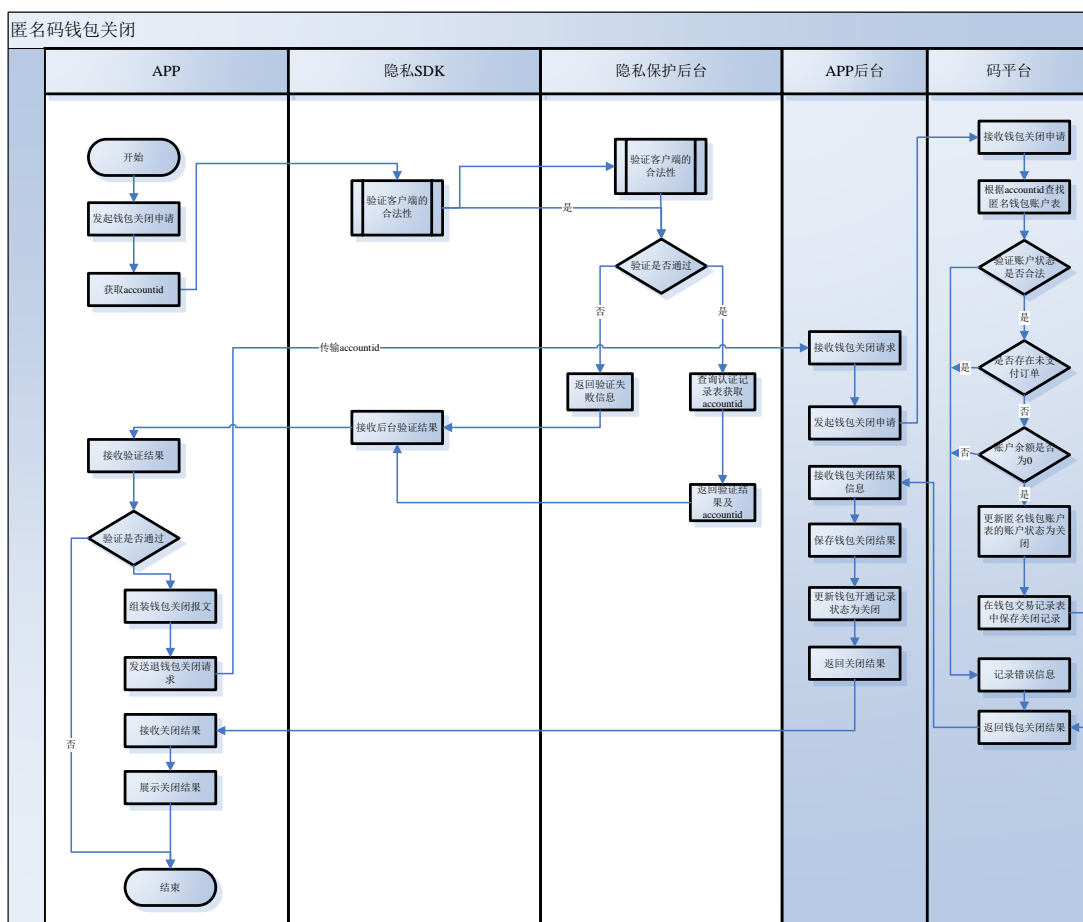 匿名码钱包关闭
APP
隐私SDK
隐私保护后台
APP后台
码平台
开始
发起钱包关闭申请
获取accountid
验证客户端的
合法性
是
验证客户端的
合法性
验证是否通过
否
是
返回验证失
败信息
查询认证记
录表获取
accountid
返回验证结
果及
accountid
接收后台验证结果
接收验证结果
验证是否通过
否
组装钱包关闭报文
发送退钱包关闭请
求
传输accountid
接收钱包关闭请求
发起钱包关闭申请
接收钱包关闭申请
根据accountid查找
匿名钱包账户表
验证账户状态
是否合法
是
是否存在未支
付订单
是
否
账户余额是否
为0
否
是
更新匿名钱包账户
表的账户状态为关
闭
在钱包交易记录表
中保存关闭记录
记录错误信息
返回钱包关闭结果
接收钱包关闭结果
信息
保存钱包关闭结果
更新钱包开通记录
状态为关闭
返回关闭结果
接收关闭结果
展示关闭结果
结束